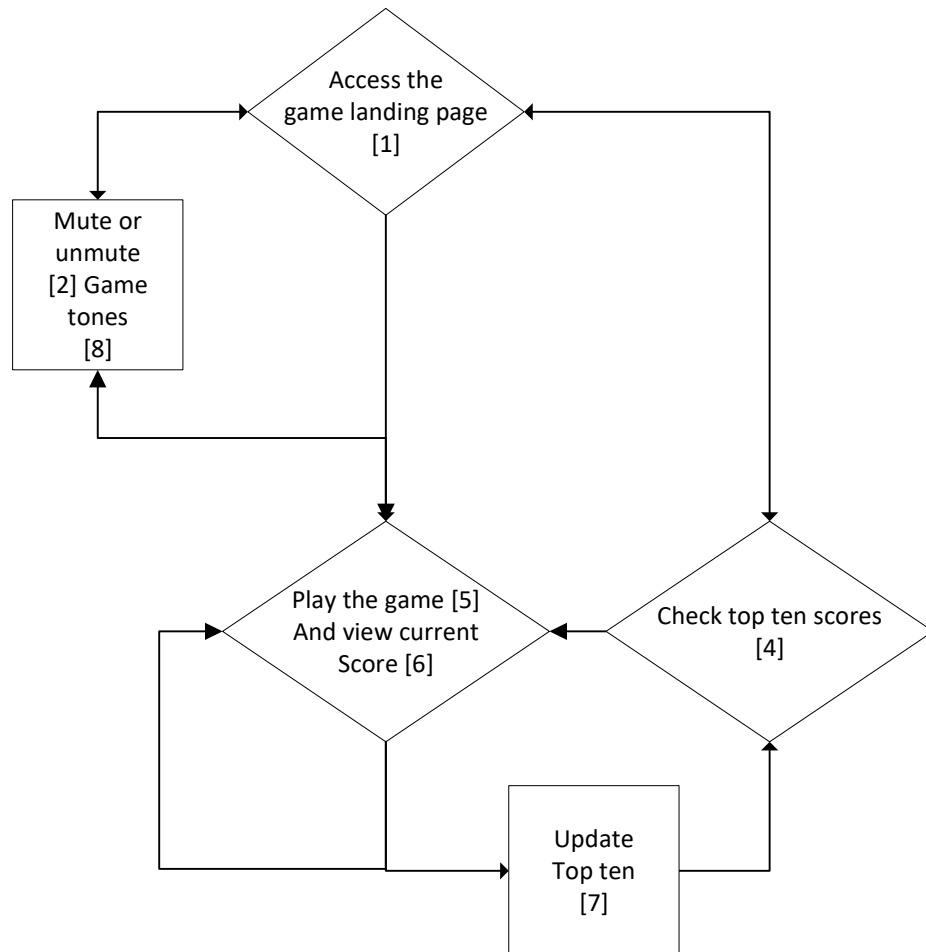 Access the
game landing page
[1]
Mute or
unmute
[2] Game
tones
[8]
Play the game [5]
And view current
Score [6]
Check top ten scores
[4]
Update
Top ten
[7]